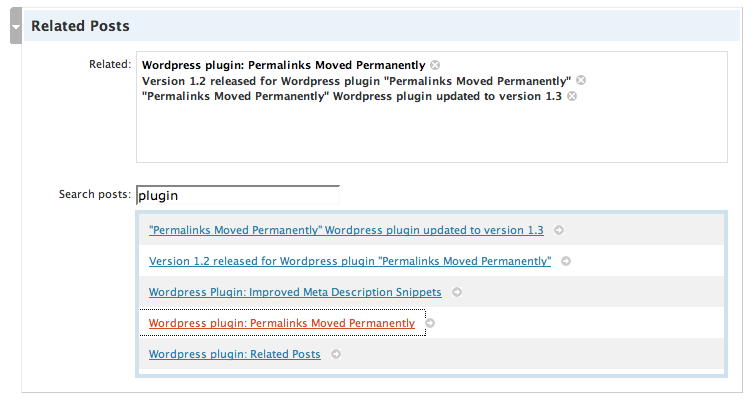 Related Posts
Related:
Wordpress plugin: Permalinks Moved Permanently
Version 1.2 released for Wordpress plugin "Permalinks Moved Permanently"
"Permalinks Moved Permanently" Wordpress plugin updated to version 1.3
Search posts: plugin
"Permalinks Moved Permanently" Wordpress plugin updated to version 1.3
Version 1.2 released for Wordpress plugin "Permalinks Moved Permanently"
Wordpress Plugin: Improved Meta Description Snippets
Wordpress plugin: Permalinks Moved Permanently
Wordpress plugin: Related Posts